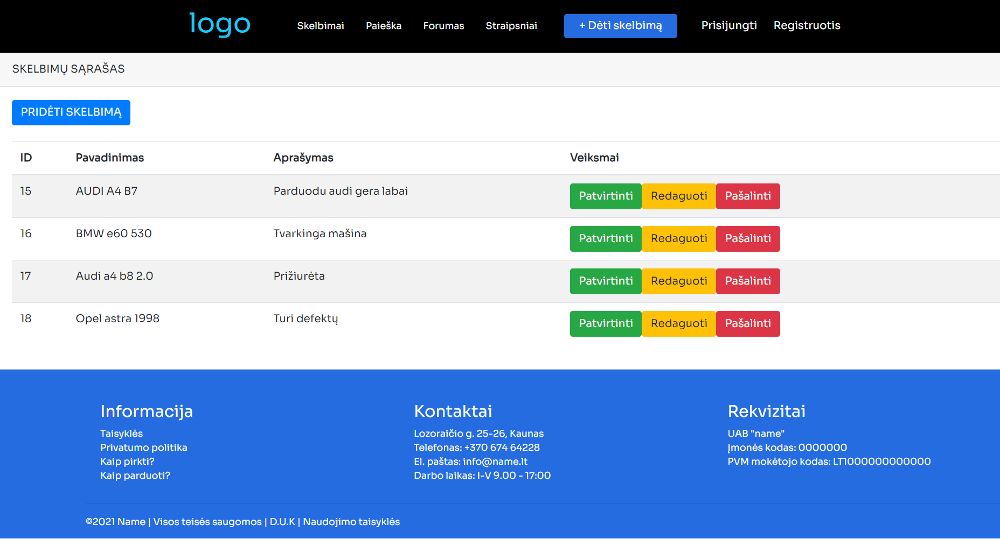 logo Skelbimai Paieška Forumas Straipsniai + Dėti skelbimą Prisijungti Registruotis
SKELBIMŲ SĄRAŠAS
PRIDĖTI SKELBIMĄ
ID Pavadinimas Aprašymas Veiksmai
15 AUDI A4 B7 Parduodu audi gera labai Patvirtinti Redaguoti Pašalinti
16 BMW e60 530 Tvarkinga mašina Patvirtinti Redaguoti Pašalinti
17 Audi a4 b8 2.0 Prižiurėta Patvirtinti Redaguoti Pašalinti
18 Opel astra 1998 Turi defektų Patvirtinti Redaguoti Pašalinti
Informacija
Taisyklės
Privatumo politika
Kaip pirkti?
Kaip parduoti?
Kontaktai
Lozoraičio g. 25-26, Kaunas
Telefonas: +370 674 64228
El. paštas: info@name.lt
Darbo laikas: I-V 9.00 - 17:00
Rekvizitai
UAB "name"
Įmonės kodas: 0000000
PVM mokėtojo kodas: LT1000000000000
©2021 Name | Visos teisės saugomos | D.U.K | Naudojimo taisyklės